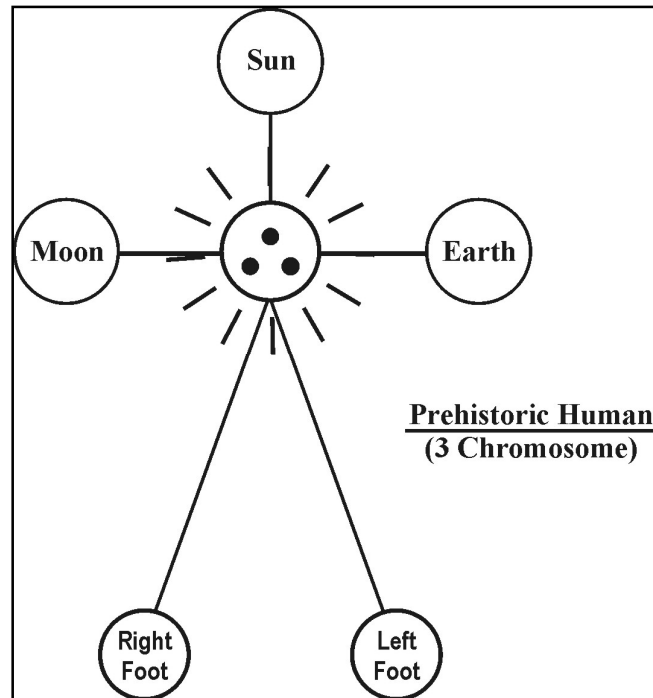 Sun
Moon
Earth
Prehistoric Human
(3 Chromosome)
Right
Foot
Left
Foot